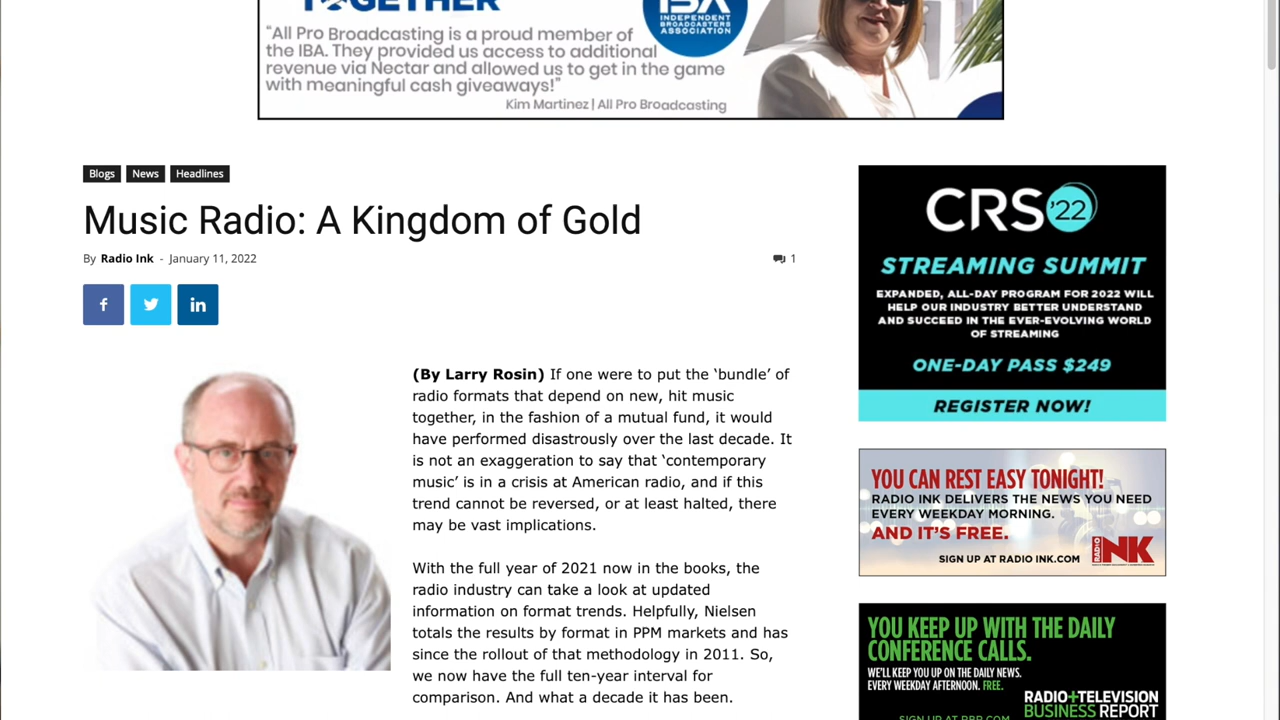 TOGETHER
IBA
INDEPENDENT
BROADCASTERS
ASSOCIATION
“All Pro Broadcasting is a proud member of
the IBA. They provided us access to additional
revenue via Nectar and allowed us to get in the game
with meaningful cash giveaways!”
Kim Martinez | All Pro Broadcasting
Blogs News Headlines
Music Radio: A Kingdom of Gold
By Radio Ink - January 11, 2022
1
f in
(By Larry Rosin) If one were to put the ‘bundle’ of
radio formats that depend on new, hit music
together, in the fashion of a mutual fund, it would
have performed disastrously over the last decade. It
is not an exaggeration to say that ‘contemporary
music’ is in a crisis at American radio, and if this
trend cannot be reversed, or at least halted, there
may be vast implications.
With the full year of 2021 now in the books, the
radio industry can take a look at updated
information on format trends. Helpfully, Nielsen
totals the results by format in PPM markets and has
since the rollout of that methodology in 2011. So,
we now have the full ten-year interval for
comparison. And what a decade it has been.
CRS '22
STREAMING SUMMIT
EXPANDED, ALL-DAY PROGRAM FOR 2022 WILL
HELP OUR INDUSTRY BETTER UNDERSTAND
AND SUCCEED IN THE EVER-EVOLVING WORLD
OF STREAMING
ONE-DAY PASS $249
REGISTER NOW!
YOU CAN REST EASY TONIGHT!
RADIO INK DELIVERS THE NEWS YOU NEED
EVERY WEEKDAY MORNING.
AND IT'S FREE.
SIGN UP AT RADIO INK.COM
RADIO INK
YOU KEEP UP WITH THE DAILY
CONFERENCE CALLS.
WE'LL KEEP YOU UP ON THE DAILY NEWS.
EVERY WEEKDAY AFTERNOON. FREE.
RADIO+TELEVISION
BUSINESS REPORT
SIGN UP AT RBR.COM